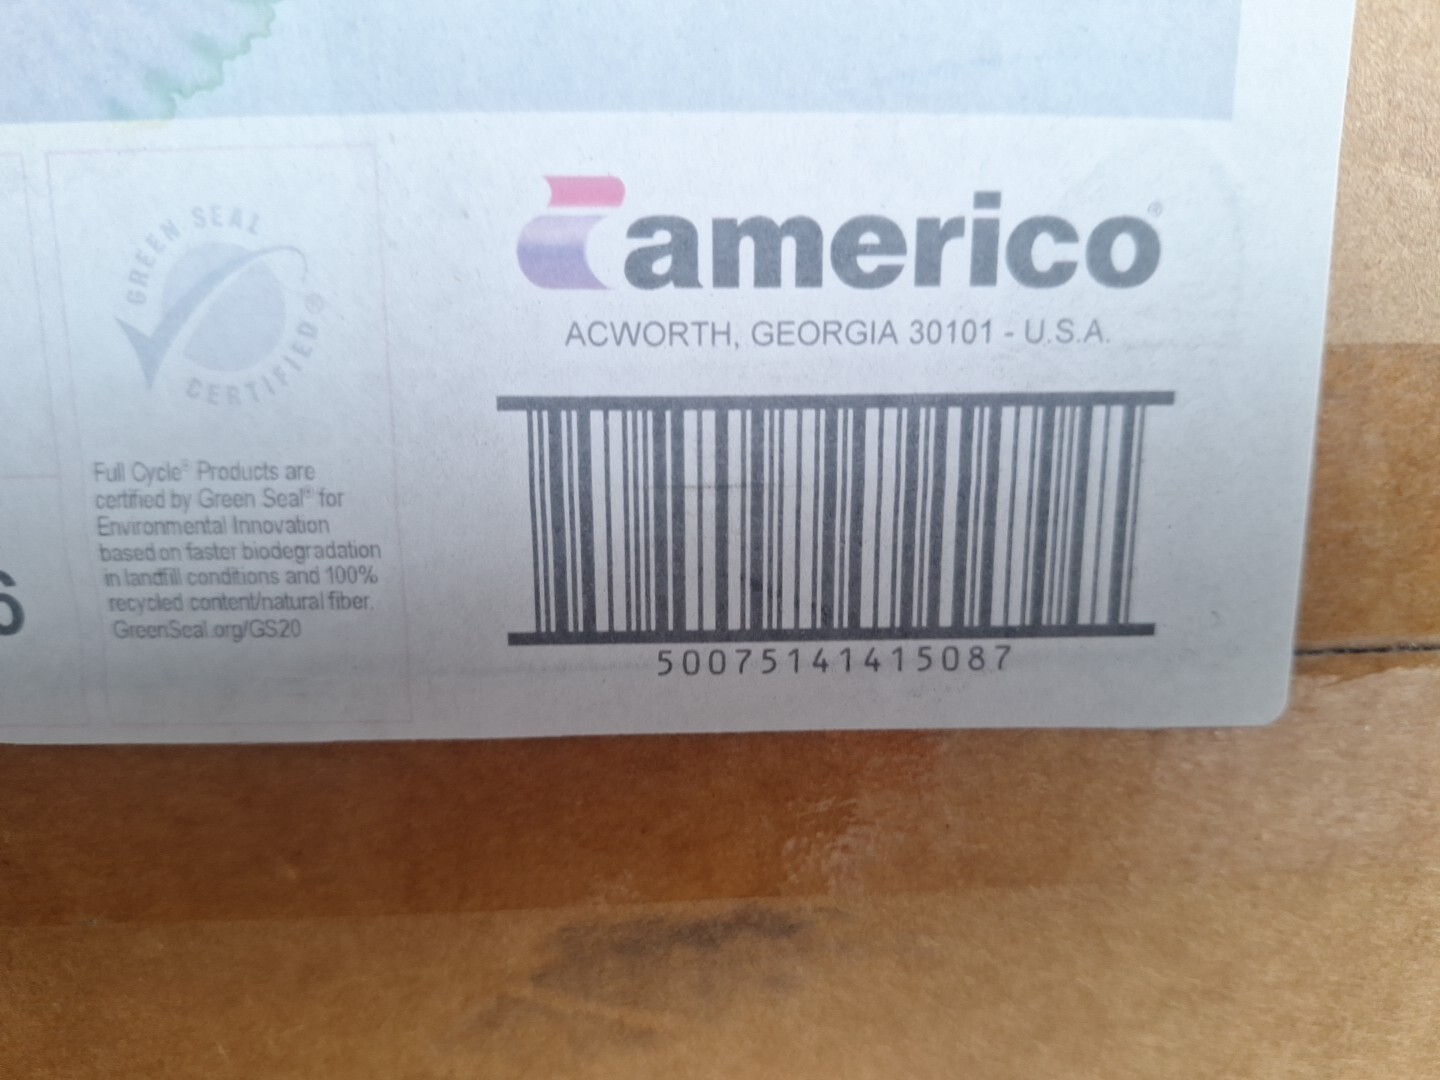 GREEN SEAL
CERTIFIED®
Full Cycle® Products are
certified by Green Seal® for
Environmental Innovation
based on faster biodegradation
in landfill conditions and 100%
recycled content/natural fiber.
GreenSeal.org/GS20
6
americo®
ACWORTH, GEORGIA 30101 - U.S.A.
50075141415087